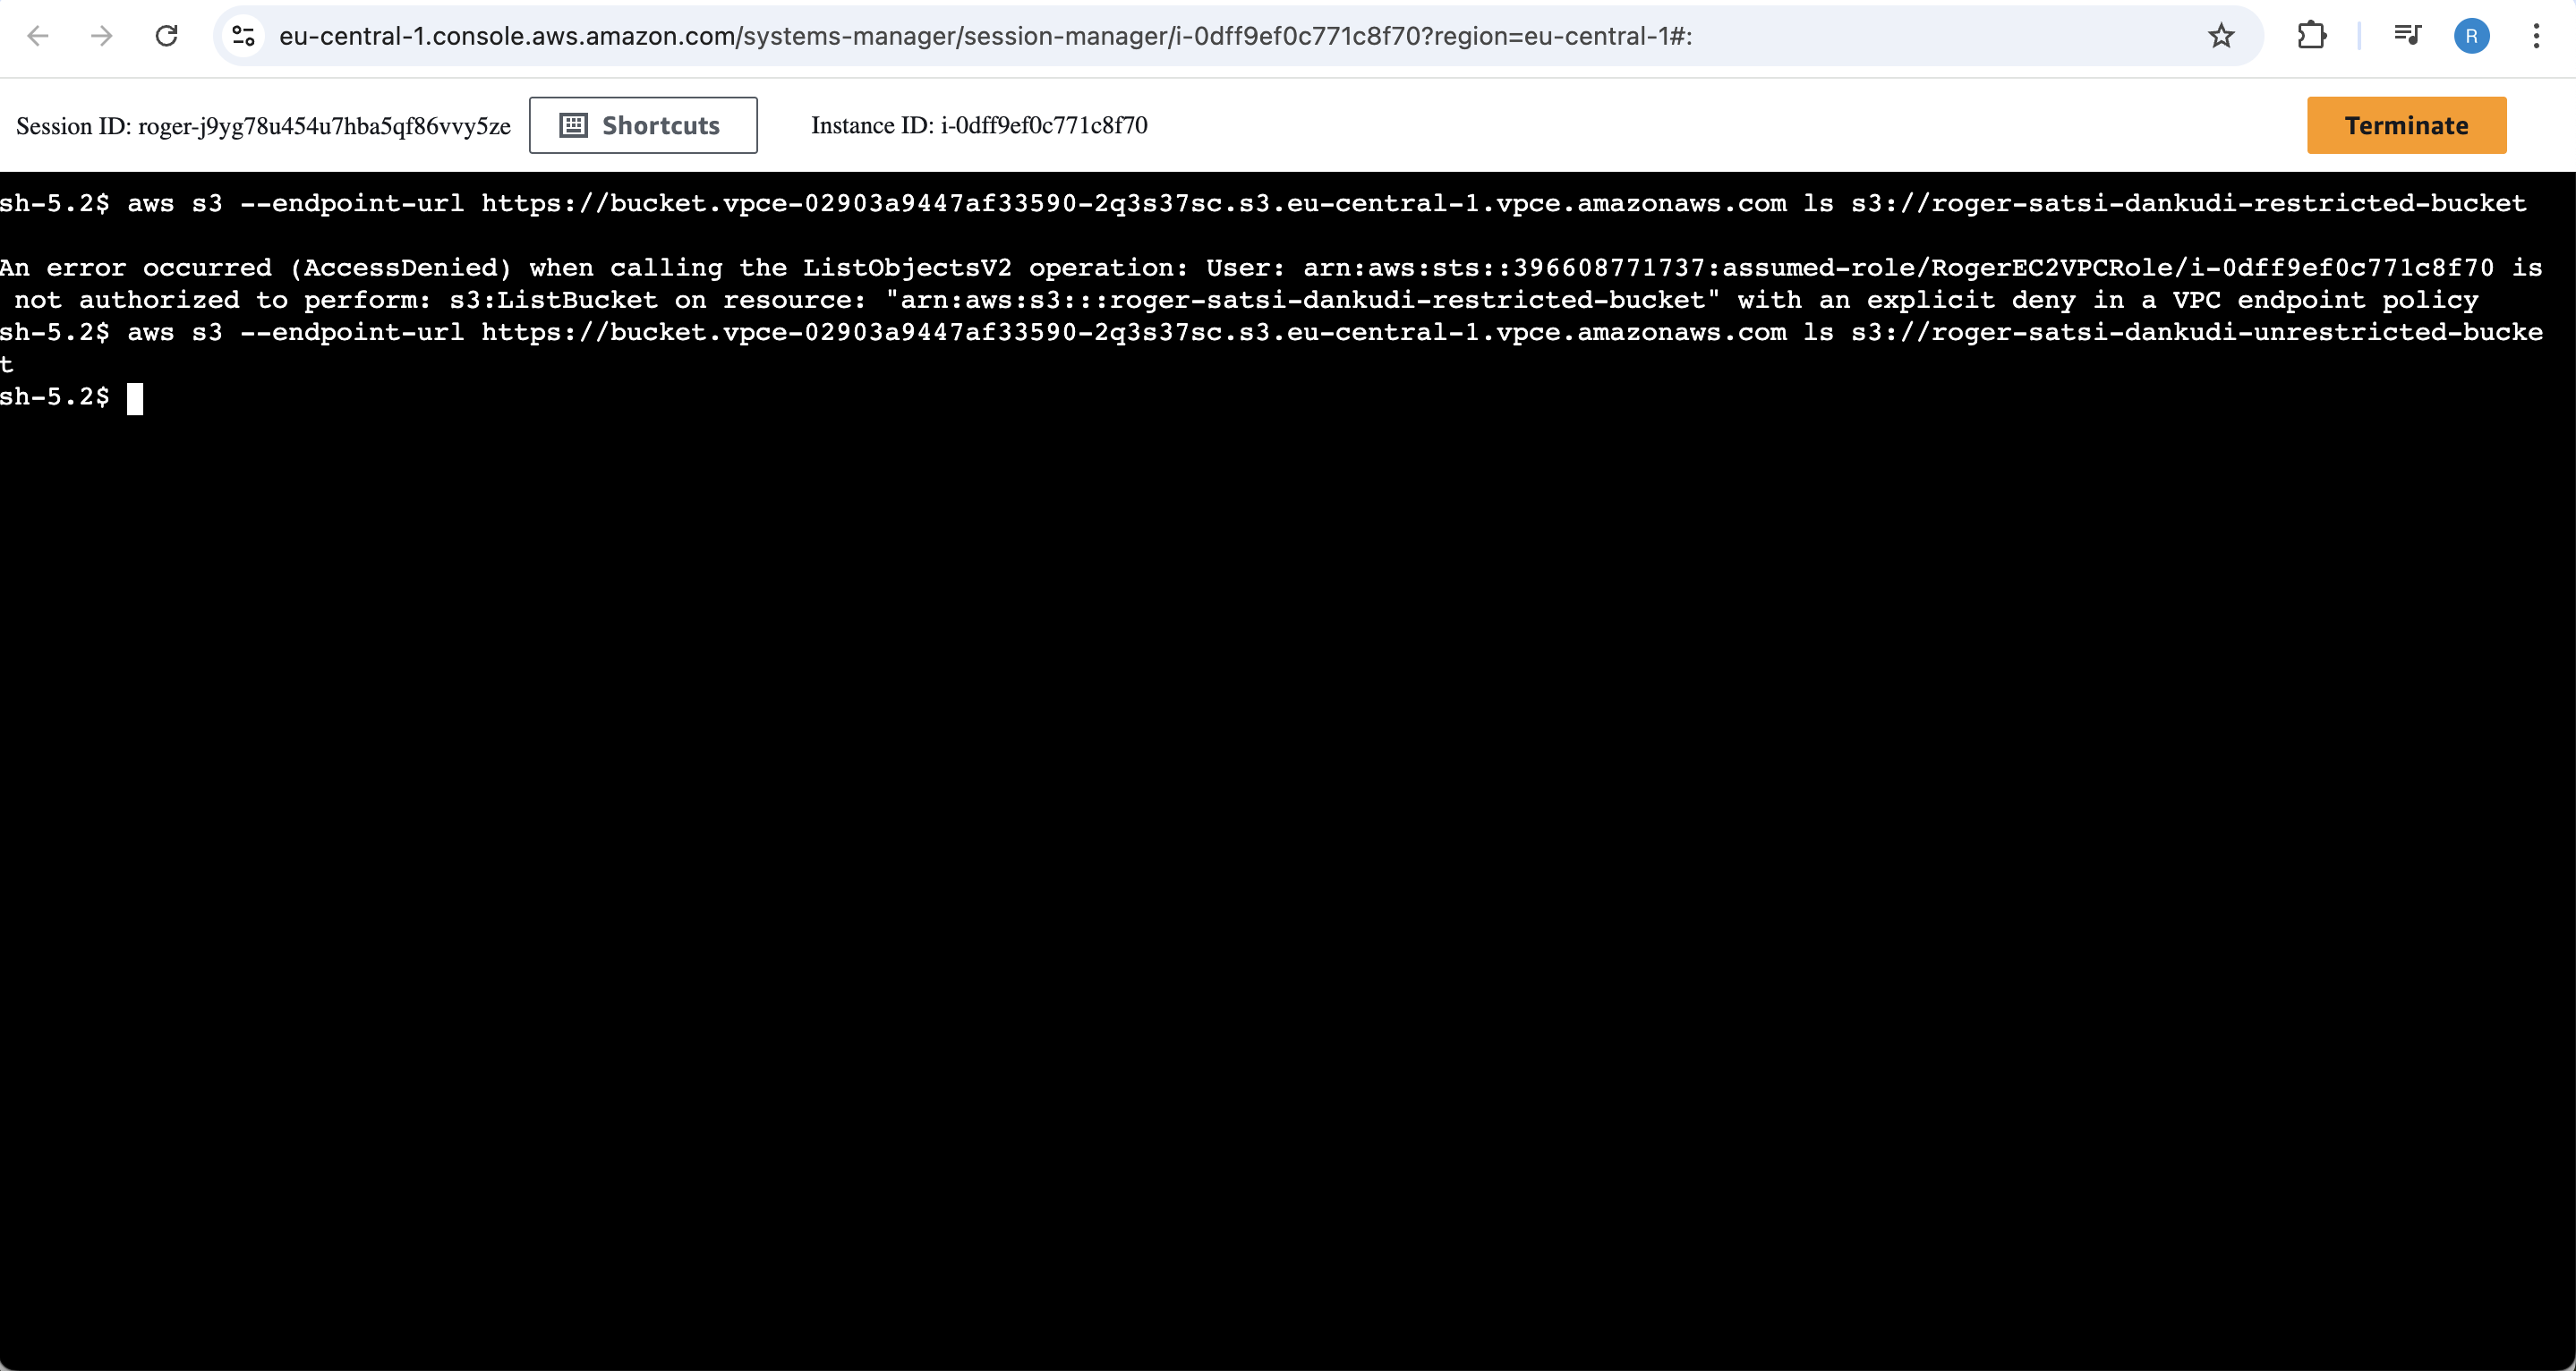 eu-central-1.console.aws.amazon.com/systems-manager/session-manager/i-0dff9ef0c771c8f70?region=eu-central-1#:
R
Session ID: roger-j9yg78u454u7hba5qf86vvy5ze
Shortcuts
Instance ID: i-0dff9ef0c771c8f70
Terminate
sh-5.2$ aws s3 --endpoint-url https://bucket.vpce-02903a9447af33590-2q3s37sc.s3.eu-central-1.vpce.amazonaws.com ls s3://roger-satsi-dankudi-restricted-bucket
An error occurred (AccessDenied) when calling the ListObjectsV2 operation: User: arn:aws:sts::396608771737:assumed-role/RogerEC2VPCRole/i-0dff9ef0c771c8f70 is
not authorized to perform: s3:ListBucket on resource: "arn:aws:s3:::roger-satsi-dankudi-restricted-bucket" with an explicit deny in a VPC endpoint policy
sh-5.2$ aws s3 --endpoint-url https://bucket.vpce-02903a9447af33590-2q3s37sc.s3.eu-central-1.vpce.amazonaws.com ls s3://roger-satsi-dankudi-unrestricted-bucke
t
sh-5.2$